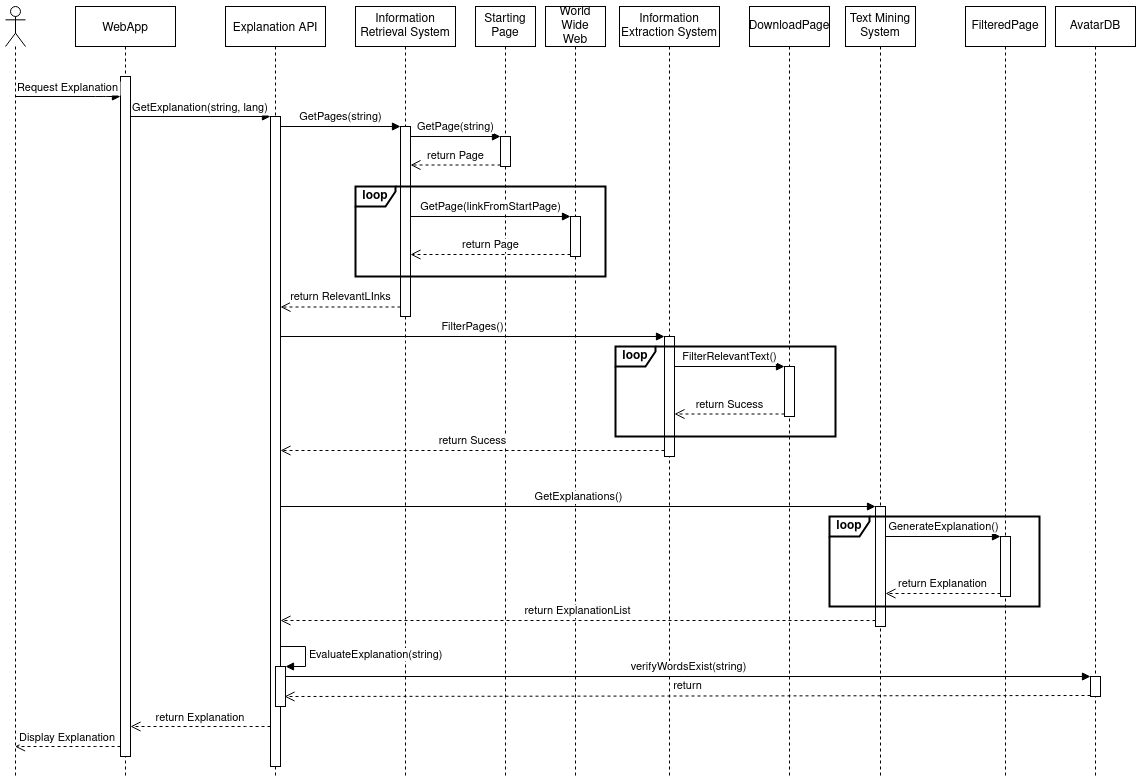 WebApp
Explanation API
Information
Retrieval System
Starting
Page
World
Wide
Web
Information
Extraction System
DownloadPage
Text Mining
System
FilteredPage
AvatarDB
Request Explanation
GetExplanation(string, lang)
GetPages(string)
GetPage(string)
return Page
loop
GetPage(linkFromStartPage)
return Page
return RelevantLInks
FilterPages()
loop
FilterRelevantText()
return Sucess
return Sucess
GetExplanations()
loop
GenerateExplanation()
return Explanation
return ExplanationList
EvaluateExplanation(string)
verifyWordsExist(string)
return
return Explanation
Display Explanation